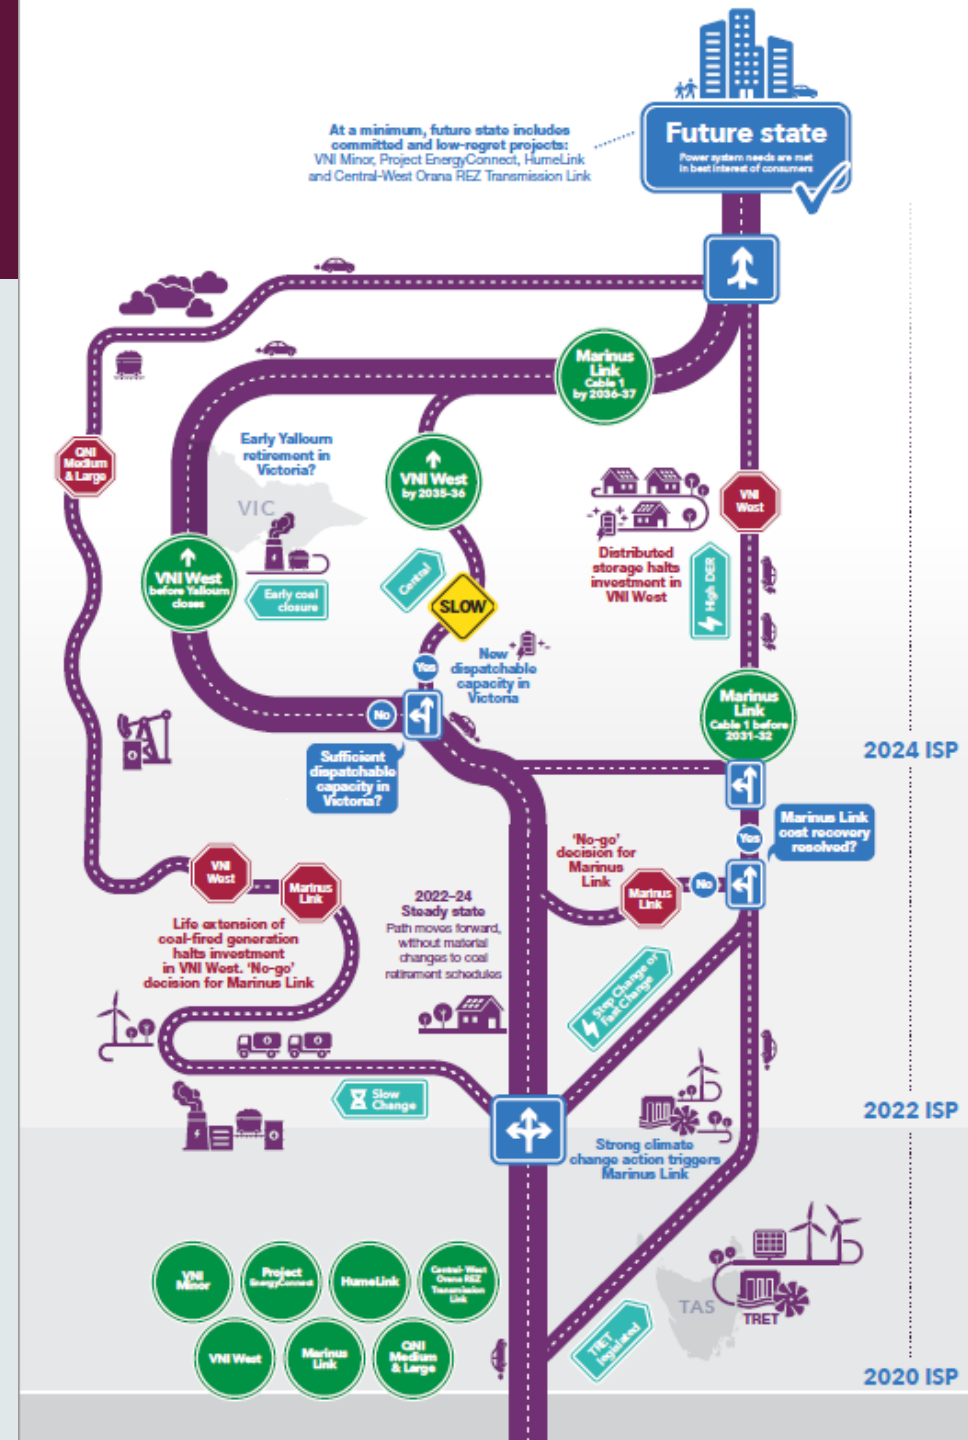 Future state
Power system needs are met
in best interest of consumers
At a minimum, future state includes
committed and low-regret projects:
VNI Minor, Project EnergyConnect, HumeLink
and Central-West Orana REZ Transmission Link
Marinus
Link
Cable 1
by 2036-37
Early Yallourn
retirement in
Victoria?
QNI
Medium
& Large
VIC
VNI West
by 2035-36
VNI
West
Distributed
storage halts
investment in
VNI West
High DER
VNI West
before Yallourn
closes
Early coal
closure
Central
SLOW
Yes
New
dispatchable
capacity in
Victoria
No
Sufficient
dispatchable
capacity in
Victoria?
Marinus
Link
Cable 1 before
2031-32
2024 ISP
Marinus Link
cost recovery
resolved?
Yes
No
'No-go'
decision for
Marinus
Link
Marinus
Link
VNI
West
Marinus
Link
Life extension of
coal-fired generation
halts investment
in VNI West. 'No-go'
decision for Marinus Link
2022–24
Steady state
Path moves forward,
without material
changes to coal
retirement schedules
Step Change or
Fast Change
Slow
Change
2022 ISP
Strong climate
change action triggers
Marinus Link
VNI
Minor
Project
EnergyConnect
HumeLink
Central-West
Orana REZ
Transmission
Link
VNI West
Marinus
Link
QNI
Medium
& Large
TAS
TRET
TRET
legislated
2020 ISP